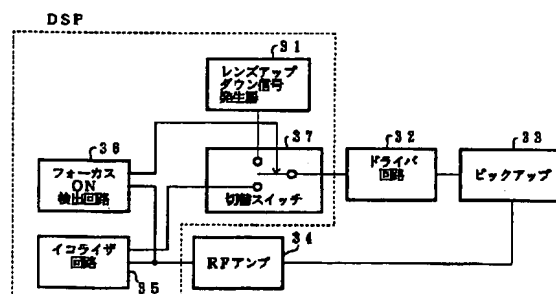 DSP
31
レンズアップ
ダウン信号
発生器
36
37
32
33
フォーカス
ON
検出回路
切替スイッチ
ドライバ
回路
ピックアップ
イコライザ
回路
35
RFアンプ
34